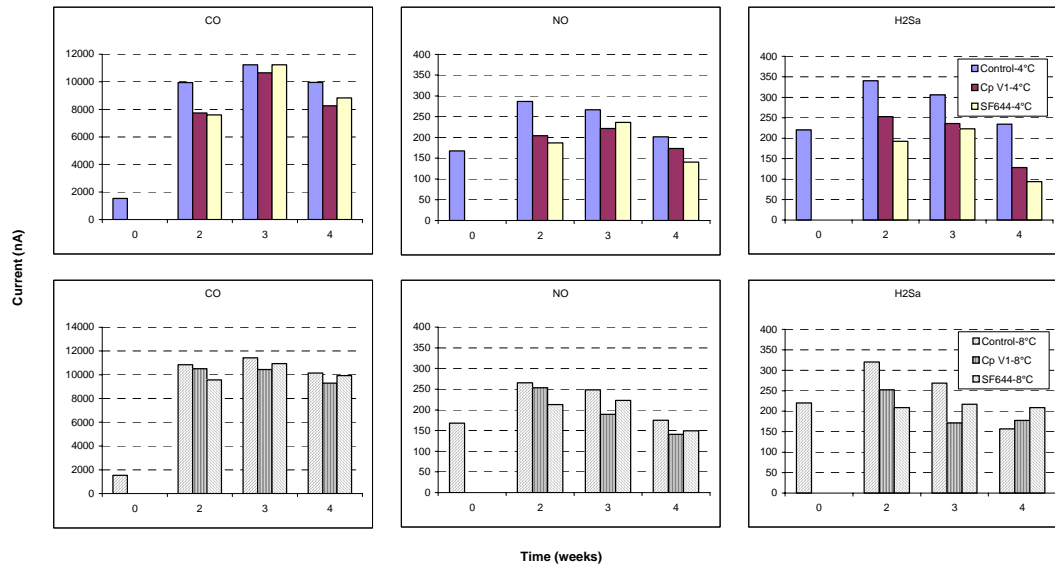 CO
12000
10000
8000
6000
4000
2000
0
0 2 3 4
NO
400
350
300
250
200
150
100
50
0
0 2 3 4
H2Sa
400
350
300
250
200
150
100
50
0
0 2 3 4
Control-4°C
Cp V1-4°C
SF644-4°C
Current (nA)
CO
14000
12000
10000
8000
6000
4000
2000
0
0 2 3 4
NO
400
350
300
250
200
150
100
50
0
0 2 3 4
H2Sa
400
350
300
250
200
150
100
50
0
0 2 3 4
Control-8°C
Cp V1-8°C
SF644-8°C
Time (weeks)